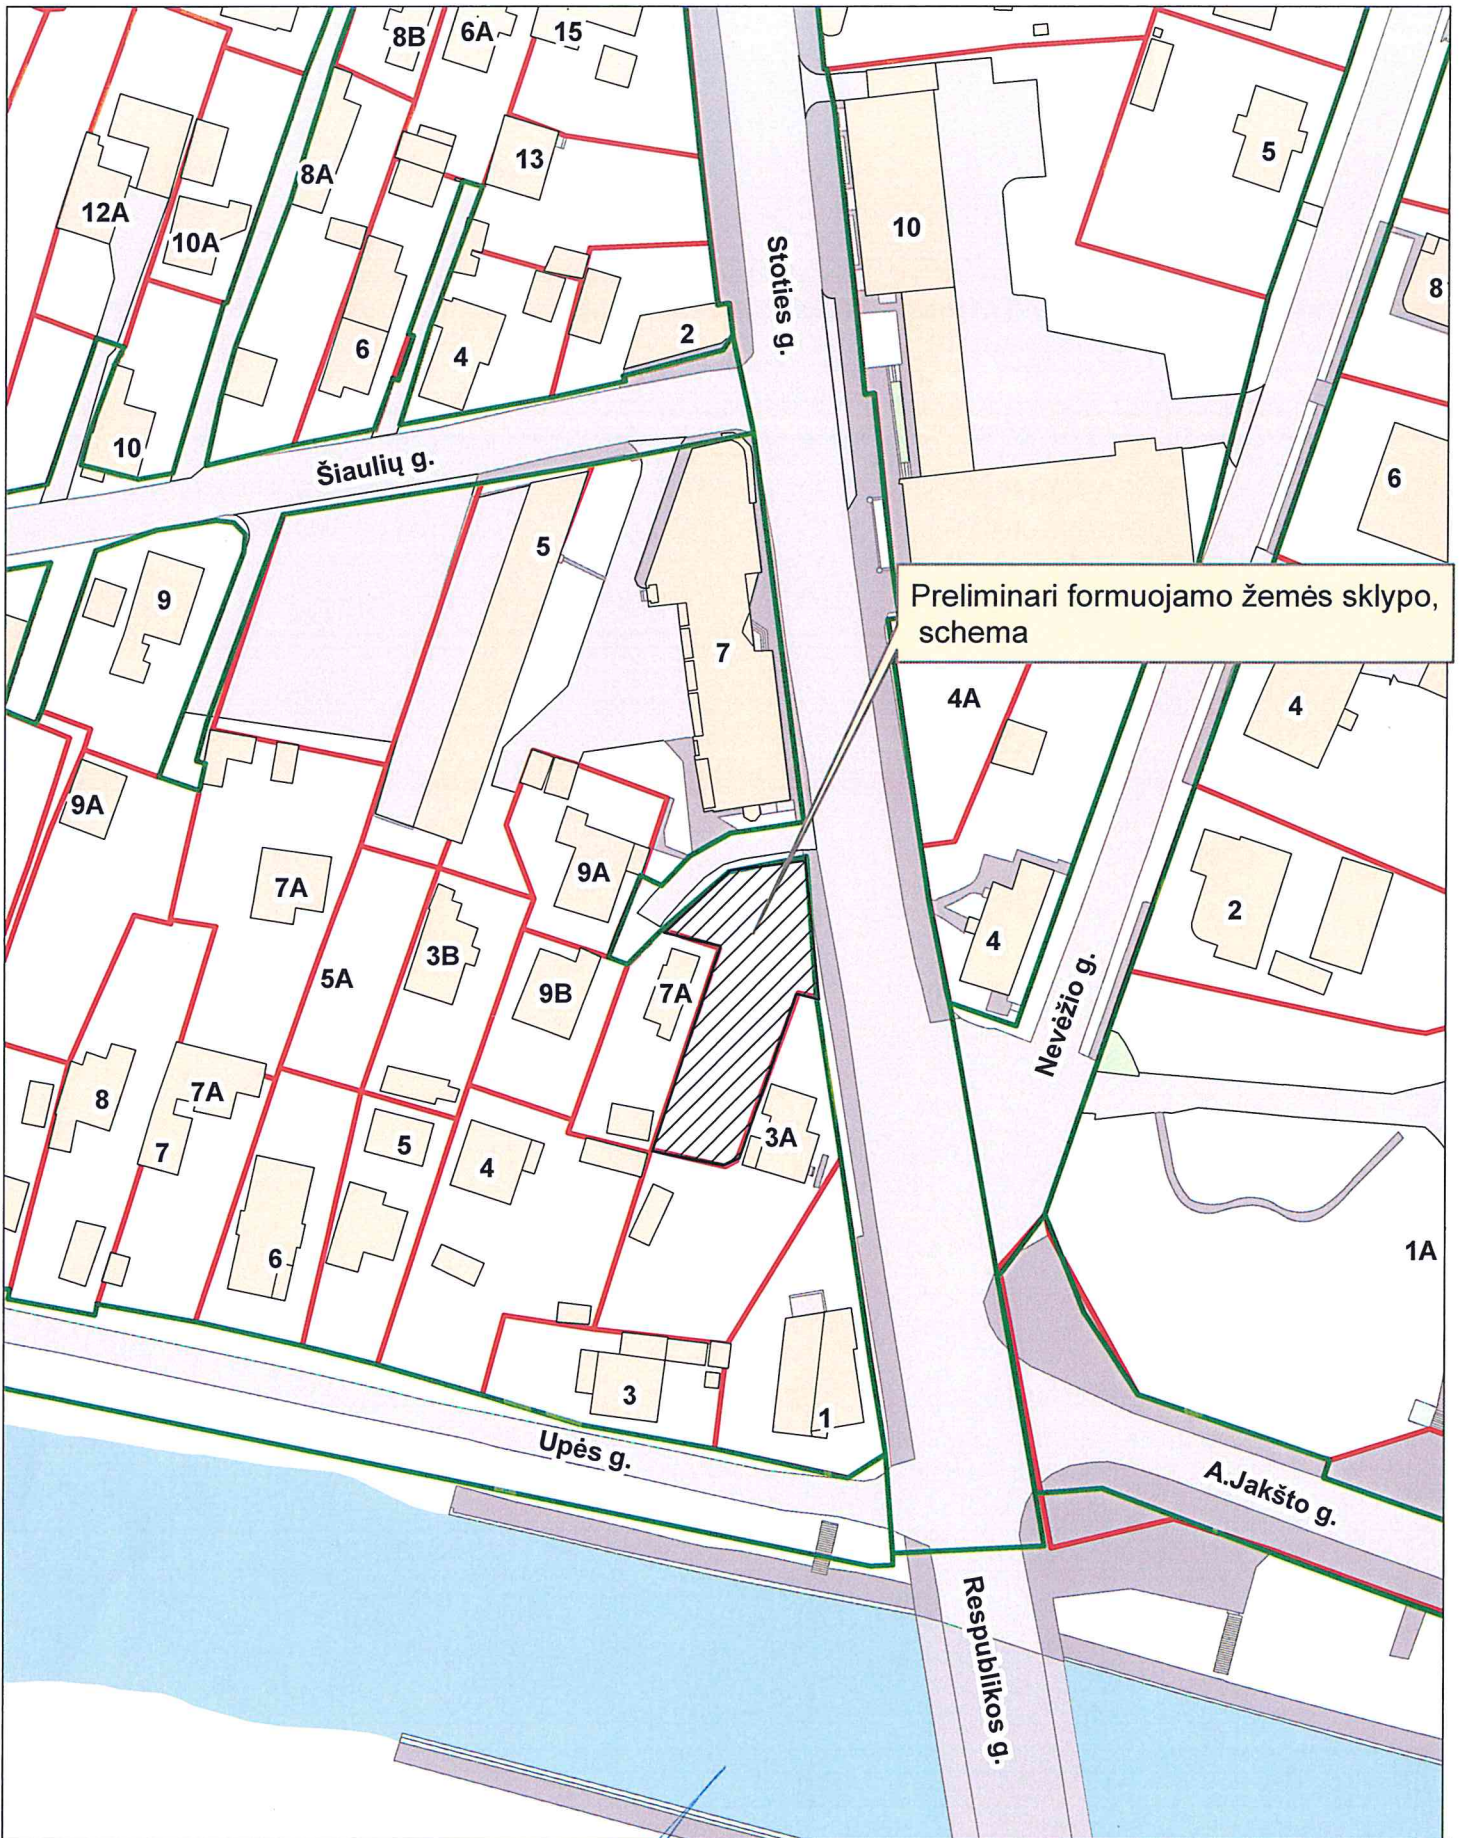 8B
6A
15
13
8A
5
12A
10A
10
8
Stoties g.
2
6
4
10
Šiaulių g.
6
5
9
Preliminari formuojamo žemės sklypo,
schema
7
4A
4
9A
7A
9A
2
3B
5A
9B
7A
4
Nevėžio g.
8
7A
7
5
4
3A
6
1A
3
1
Upės g.
A.Jakšto g.
Respublikos g.